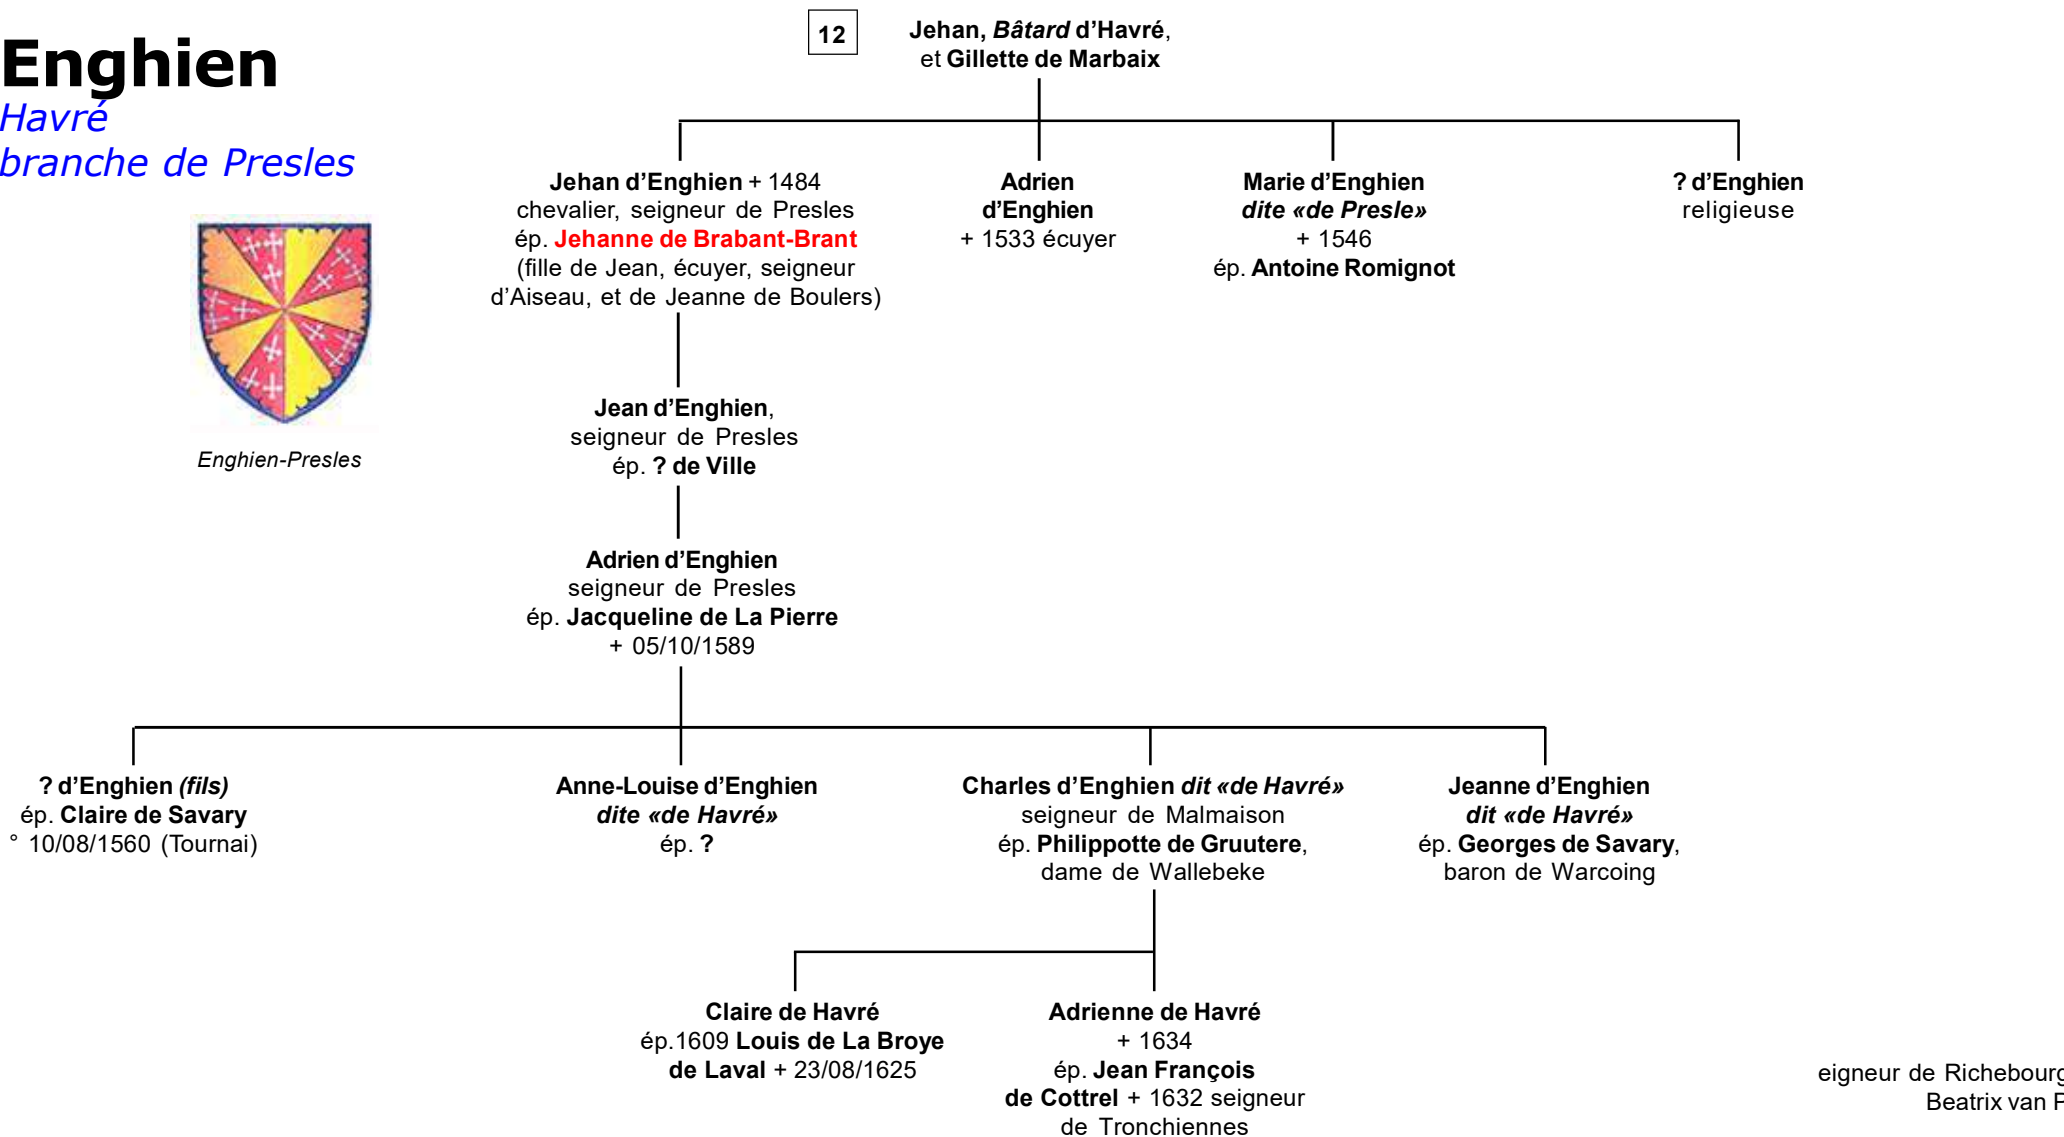 Enghien
Havré
branche de Presles
Enghien-Presles
12
Jehan, Bâtard d’Havré,
et Gillette de Marbaix
Jehan d’Enghien + 1484
chevalier, seigneur de Presles
ép. Jehanne de Brabant-Brant
(fille de Jean, écuyer, seigneur
d’Aiseau, et de Jeanne de Boulers)
Adrien
d’Enghien
+ 1533 écuyer
Marie d’Enghien
dite «de Presle»
+ 1546
ép. Antoine Romignot
? d’Enghien
religieuse
Jean d’Enghien,
seigneur de Presles
ép. ? de Ville
Adrien d’Enghien
seigneur de Presles
ép. Jacqueline de La Pierre
+ 05/10/1589
? d’Enghien (fils)
ép. Claire de Savary
° 10/08/1560 (Tournai)
Anne-Louise d’Enghien
dite «de Havré»
ép. ?
Charles d’Enghien dit «de Havré»
seigneur de Malmaison
ép. Philippotte de Gruutere,
dame de Wallebeke
Jeanne d’Enghien
dit «de Havré»
ép. Georges de Savary,
baron de Warcoing
Claire de Havré
ép.1609 Louis de La Broye
de Laval + 23/08/1625
Adrienne de Havré
+ 1634
ép. Jean François
de Cottrel + 1632 seigneur
de Tronchiennes
eigneur de Richebourg
Beatrix van P